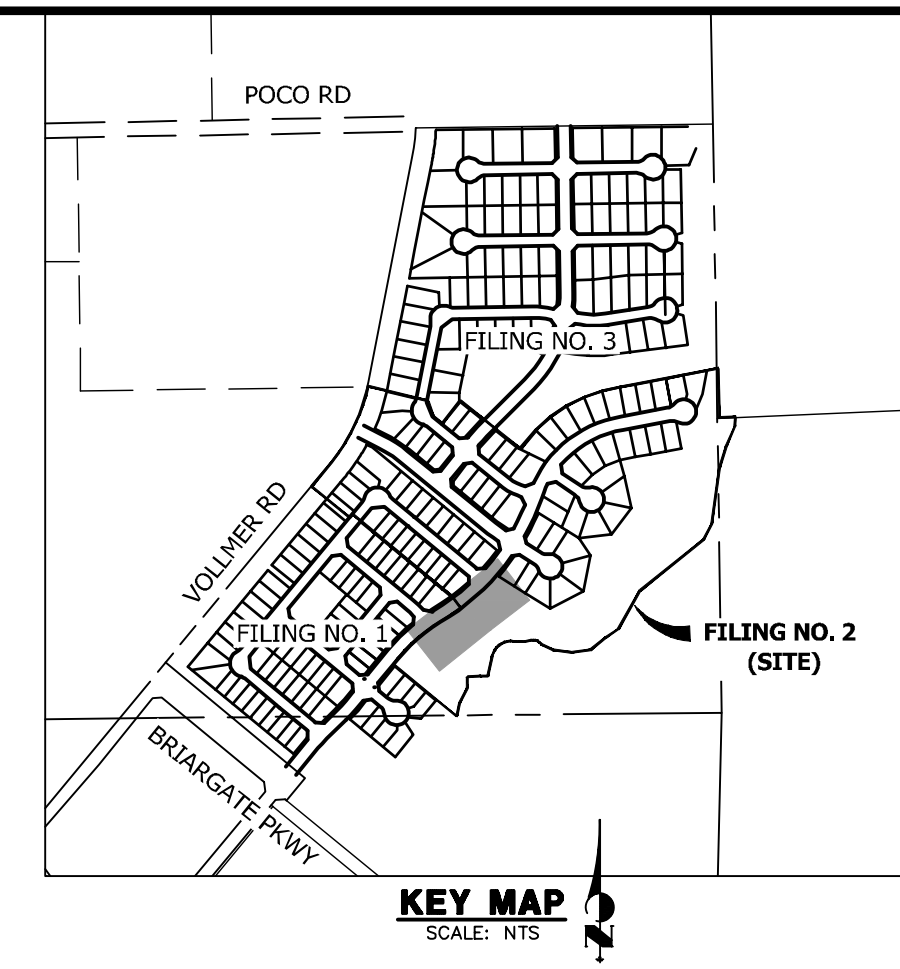 POCO RD
FILING NO. 3
VOLLMER RD
FILING NO. 1
FILING NO. 2
(SITE)
BRIARGATE PKWY
KEY MAP
SCALE: NTS
N